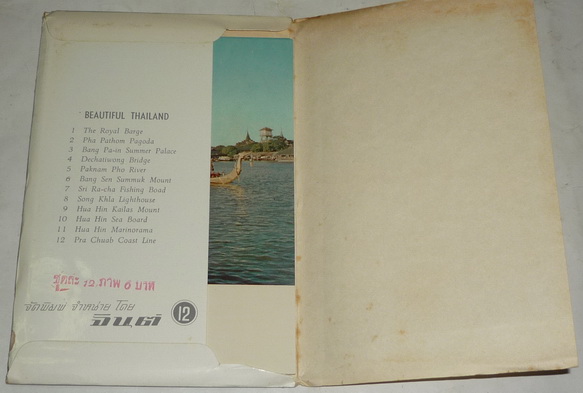 BEAUTIFUL THAILAND
1 The Royal Barge
2 Pha Pathom Pagoda
3 Bang Pa-in Summer Palace
4 Dechatiwong Bridge
5 Paknam Pho River
6 Bang Sen Summuk Mount
7 Sri Ra-cha Fishing Boad
8 Song Khla Lighthouse
9 Hua Hin Kailas Mount
10 Hua Hin Sea Board
11 Hua Hin Marinorama
12 Pra Chuab Coast Line
ชุดละ 12 ภาพ 6 บาท
จัดพิมพ์ จำหน่าย โดย
12